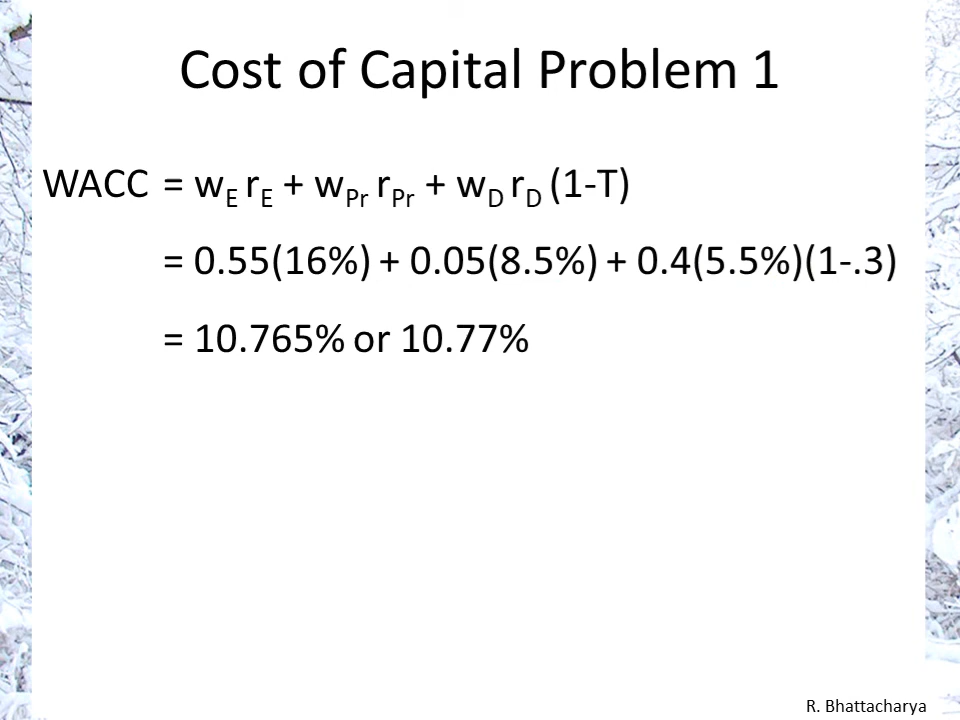 Cost of Capital Problem 1
WACC = wE rE + wPr rPr + wD rD (1-T)
= 0.55(16%) + 0.05(8.5%) + 0.4(5.5%)(1-.3)
= 10.765% or 10.77%
R. Bhattacharya